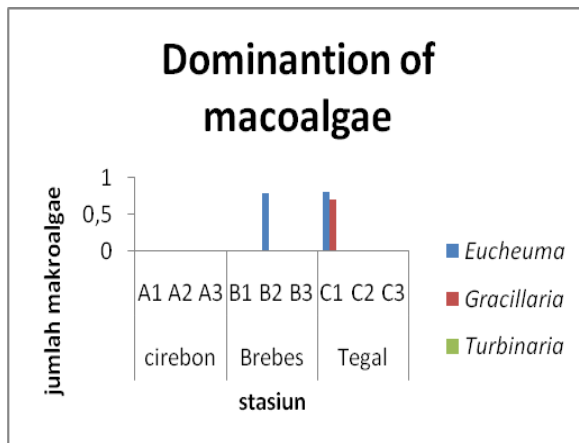 Dominantion of
macoalgae
jumlah makroalgae
1
0,5
0
A1 A2 A3 B1 B2 B3 C1 C2 C3
cirebon Brebes Tegal
stasiun
Eucheuma
Gracillaria
Turbinaria